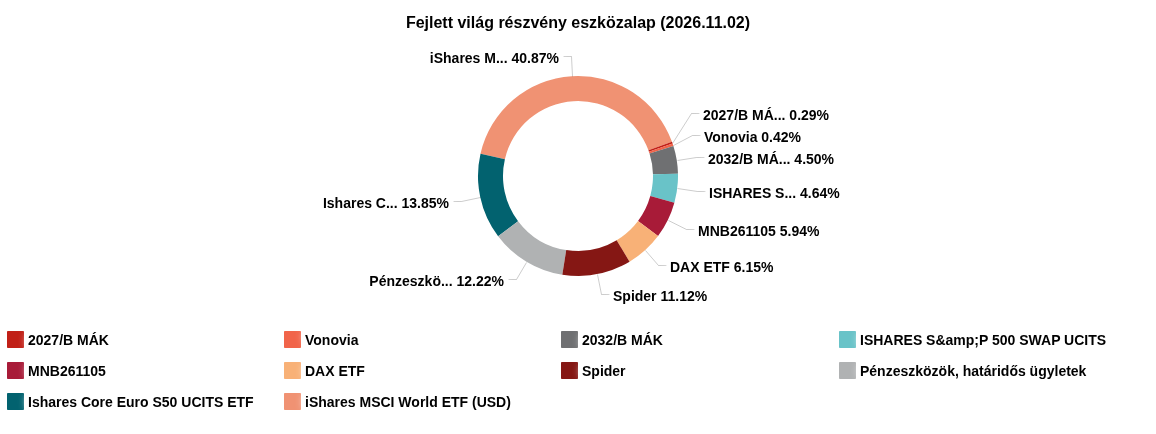 Fejlett világ részvény eszközalap (2026.11.02)
iShares M... 40.87%
2027/B MÁ... 0.29%
Vonovia 0.42%
2032/B MÁ... 4.50%
ISHARES S... 4.64%
Ishares C... 13.85%
MNB261105 5.94%
DAX ETF 6.15%
Pénzeszkö... 12.22%
Spider 11.12%
2027/B MÁK
Vonovia
2032/B MÁK
ISHARES S&amp;P 500 SWAP UCITS
MNB261105
DAX ETF
Spider
Pénzeszközök, határidős ügyletek
Ishares Core Euro S50 UCITS ETF
iShares MSCI World ETF (USD)